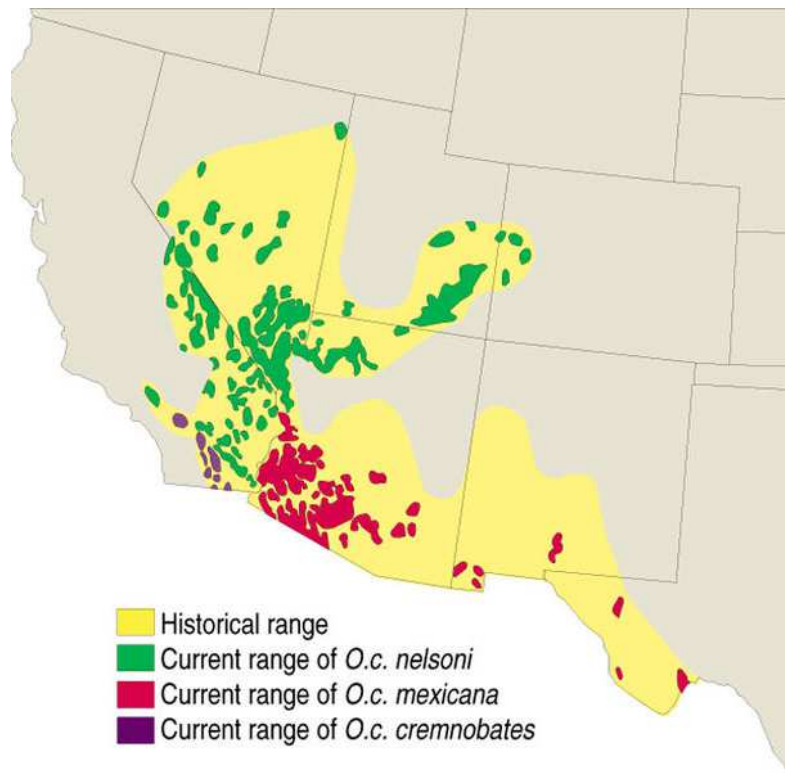 Historical range
Current range of O.c. nelsoni
Current range of O.c. mexicana
Current range of O.c. cremnobates